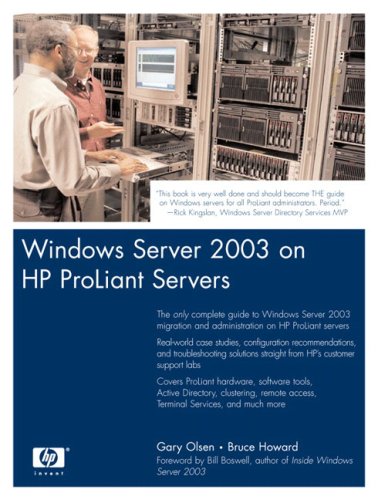 "This book is very well done and should become THE guide
on Windows servers for all ProLiant administrators. Period."
—Rick Kingslan, Windows Server Directory Services MVP
Windows Server 2003 on
HP ProLiant Servers
The only complete guide to Windows Server 2003
migration and administration on HP ProLiant servers
Real-world case studies, configuration recommendations,
and troubleshooting solutions straight from HP's customer
support labs
Covers ProLiant hardware, software tools,
Active Directory, clustering, remote access,
Terminal Services, and much more
Gary Olsen • Bruce Howard
Foreword by Bill Boswell, author of Inside Windows
Server 2003
hp
invent